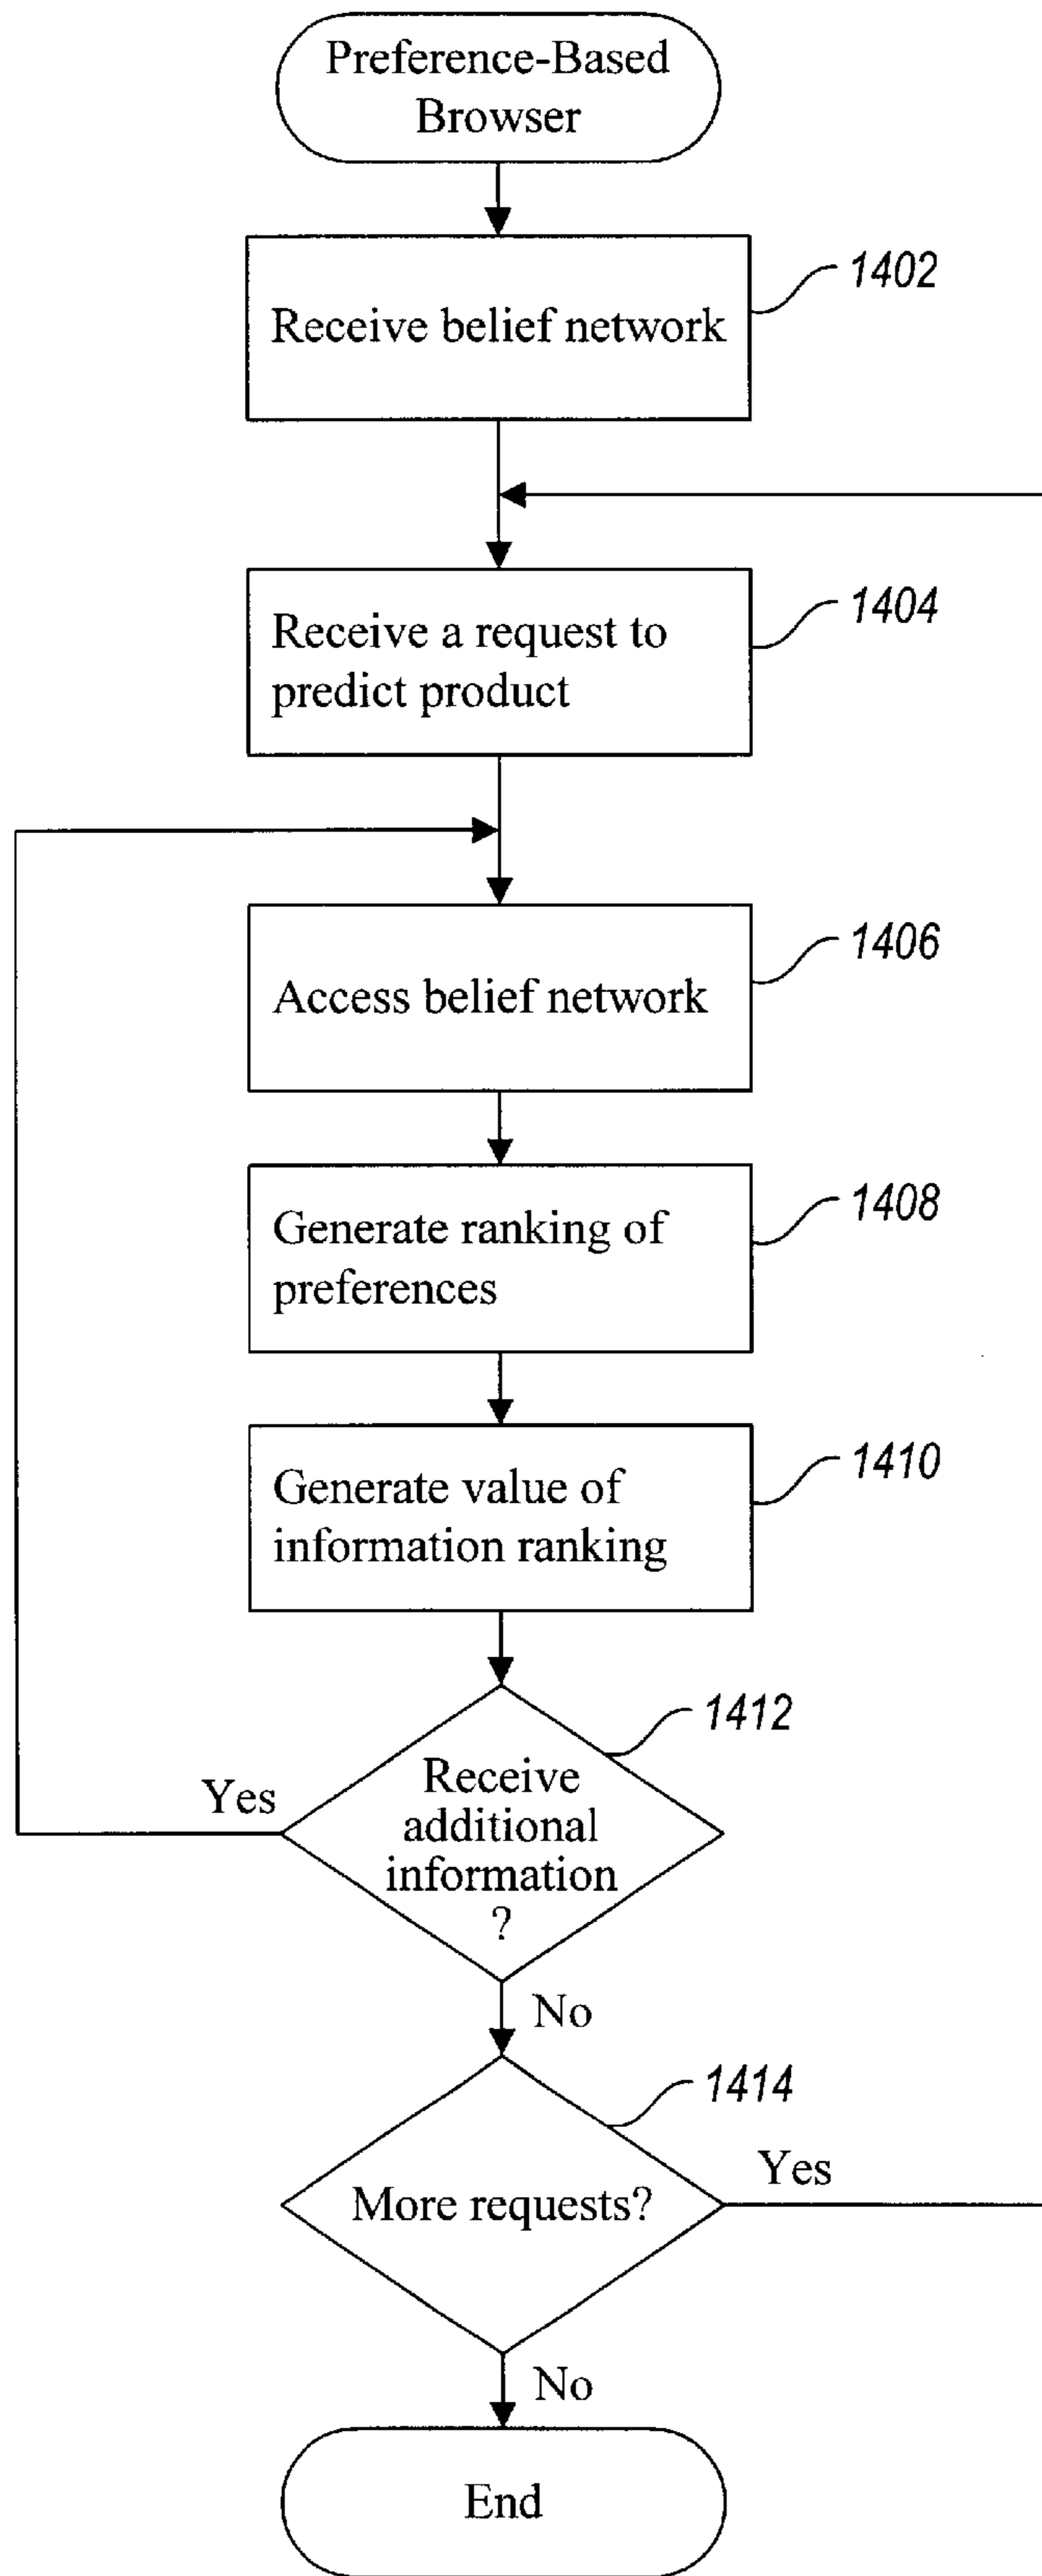 Preference-Based
Browser
1402
Receive belief network
1404
Receive a request to
predict product
1406
Access belief network
1408
Generate ranking of
preferences
1410
Generate value of
information ranking
1412
Receive
additional
information
?
Yes
No
1414
More requests?
Yes
No
End